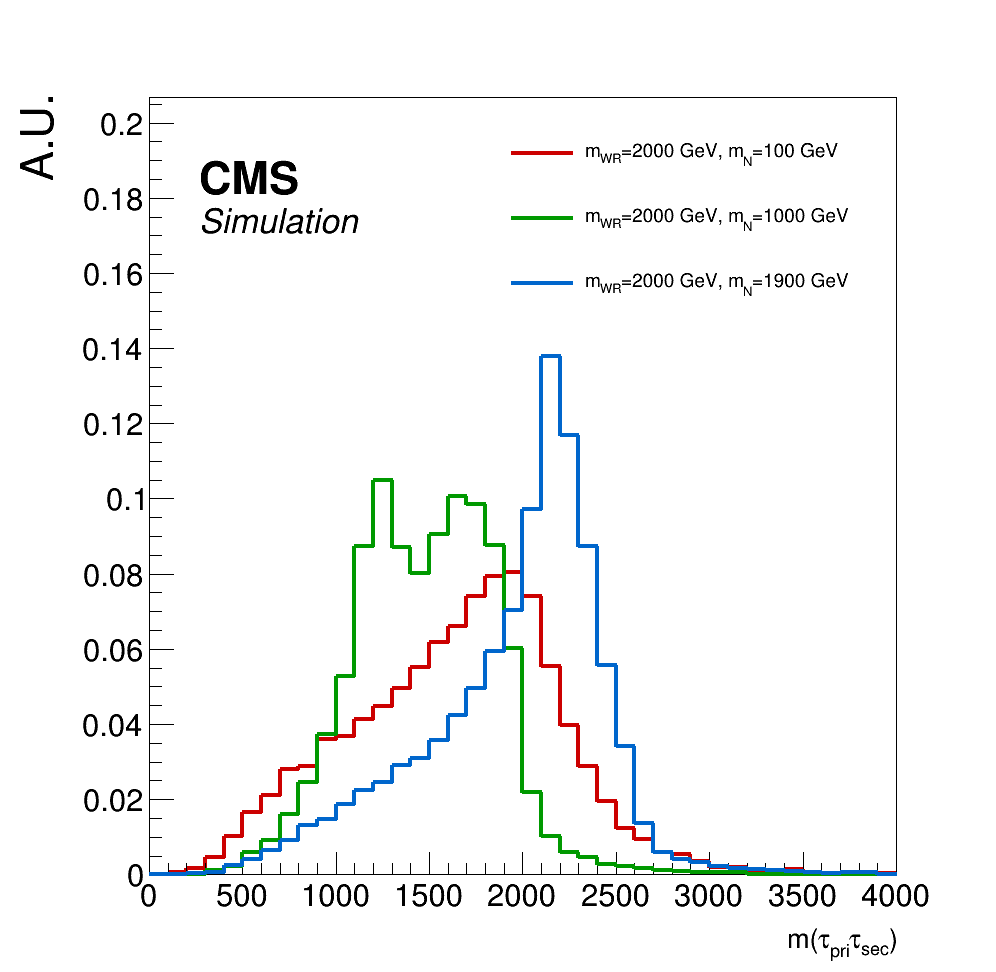 A.U.
0.2
0.18
0.16
0.14
0.12
0.1
0.08
0.06
0.04
0.02
0
CMS
Simulation
m_WR=2000 GeV, m_N=100 GeV
m_WR=2000 GeV, m_N=1000 GeV
m_WR=2000 GeV, m_N=1900 GeV
0 500 1000 1500 2000 2500 3000 3500 4000
m(τ_pri τ_sec)